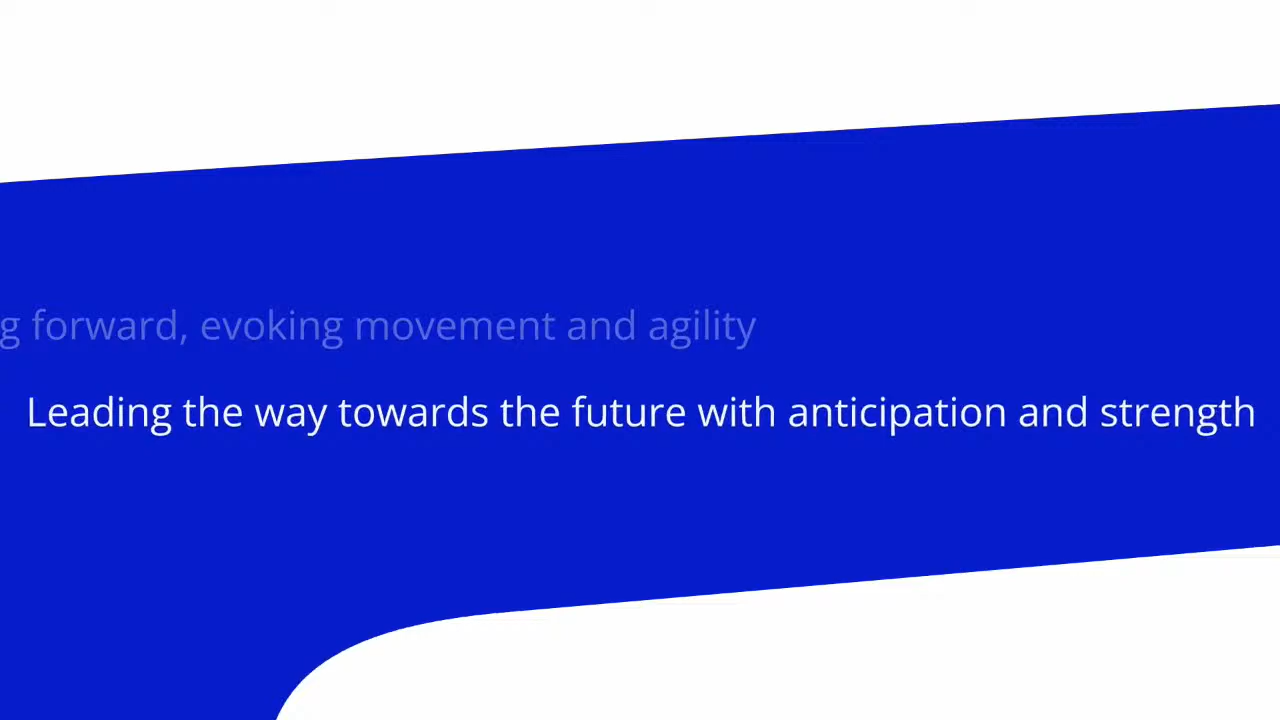 g forward, evoking movement and agility
Leading the way towards the future with anticipation and strength